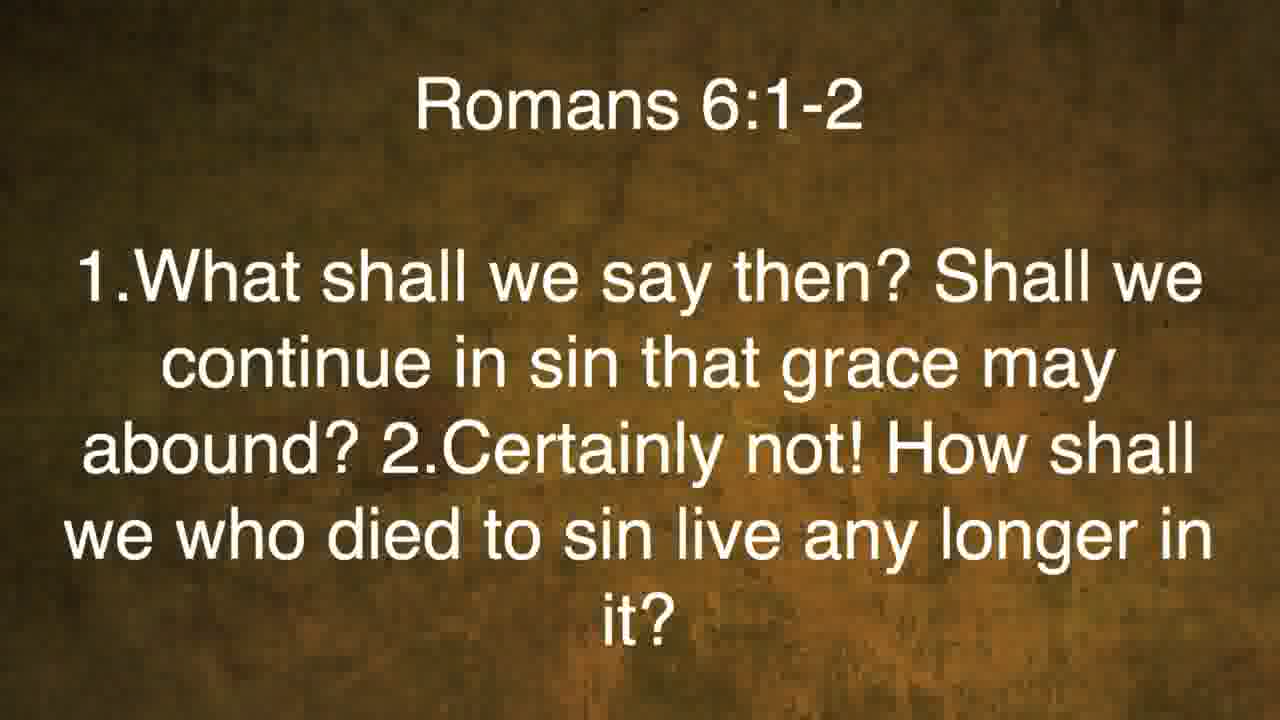 Romans 6:1-2
1.What shall we say then? Shall we
continue in sin that grace may
abound? 2.Certainly not! How shall
we who died to sin live any longer in
it?